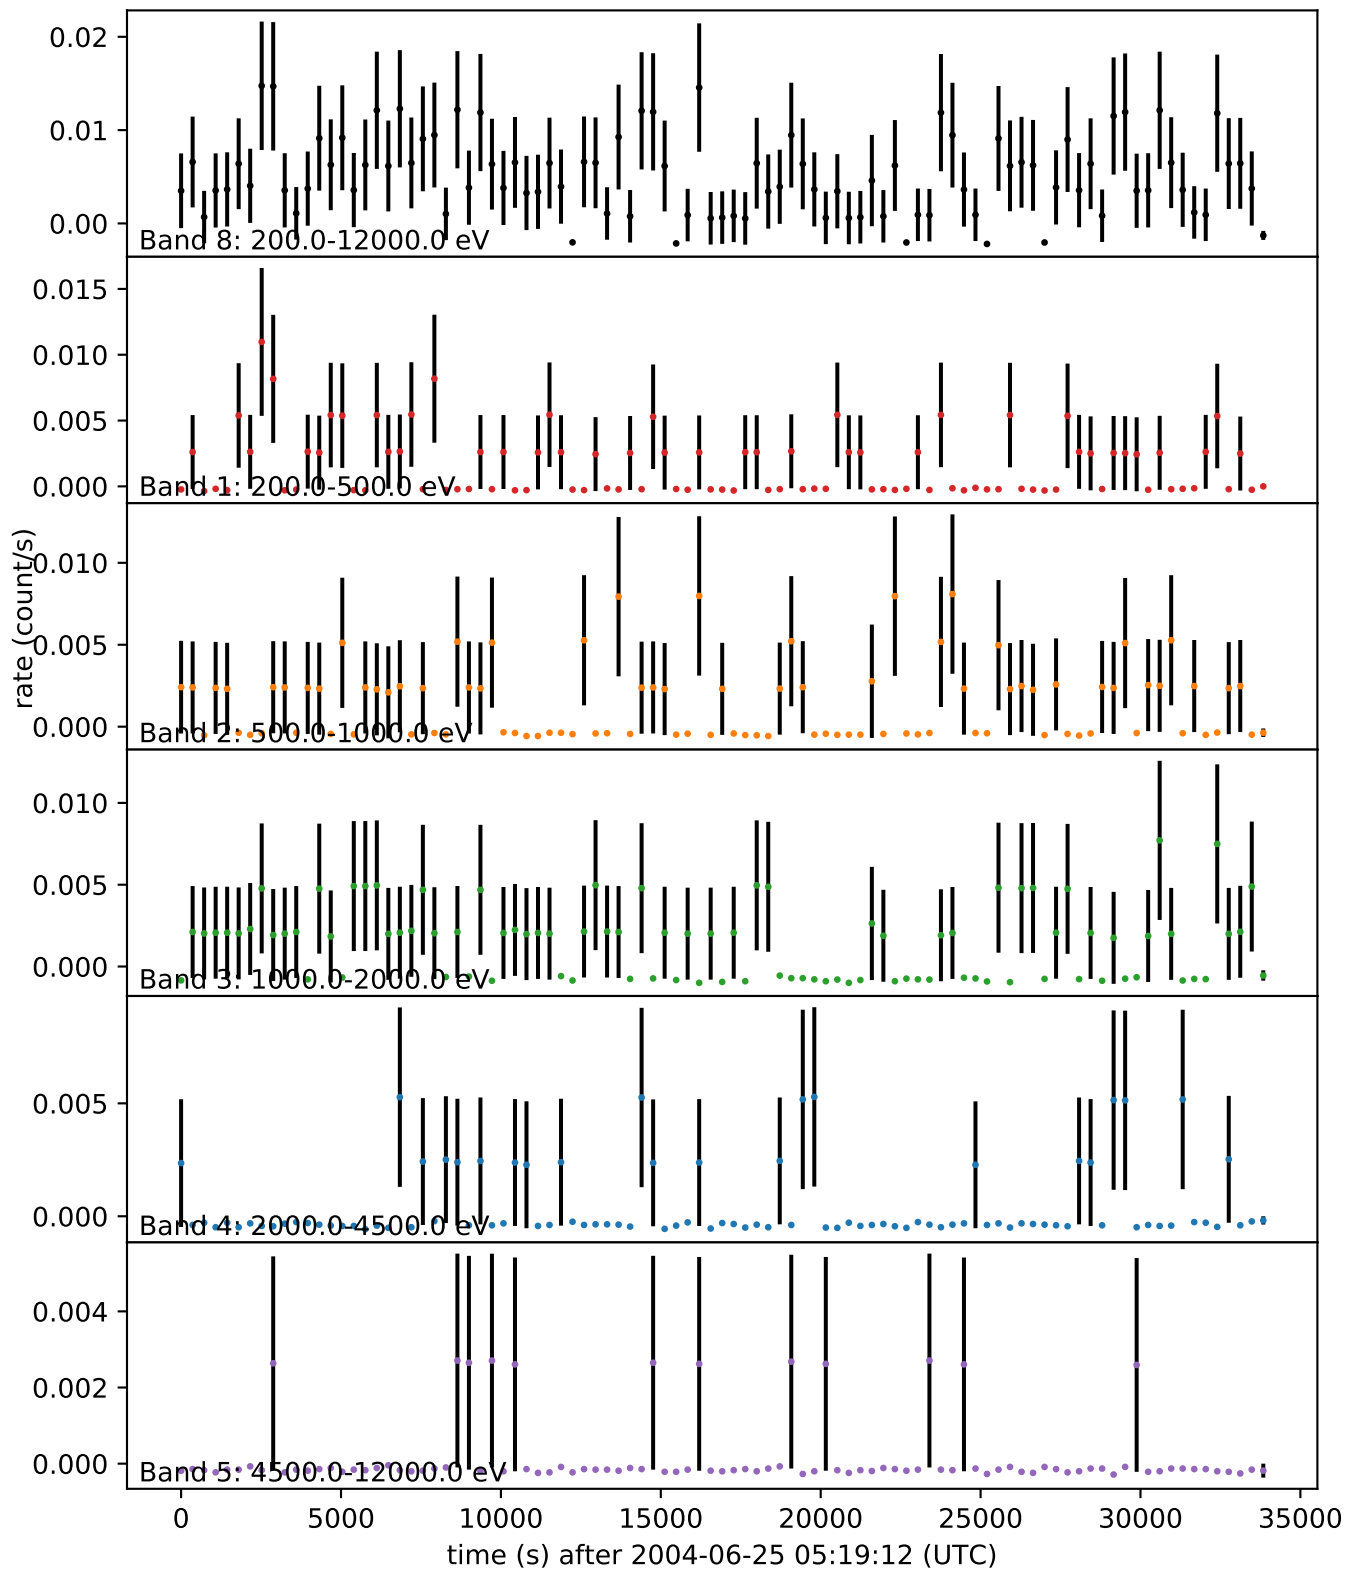 0.02
0.01
0.00
Band 8: 200.0-12000.0 eV
0.015
0.010
0.005
0.000
Band 1: 200.0-500.0 eV
rate (count/s)
0.010
0.005
0.000
Band 2: 500.0-1000.0 eV
0.010
0.005
0.000
Band 3: 1000.0-2000.0 eV
0.005
0.000
Band 4: 2000.0-4500.0 eV
0.004
0.002
0.000
Band 5: 4500.0-12000.0 eV
0 5000 10000 15000 20000 25000 30000 35000
time (s) after 2004-06-25 05:19:12 (UTC)